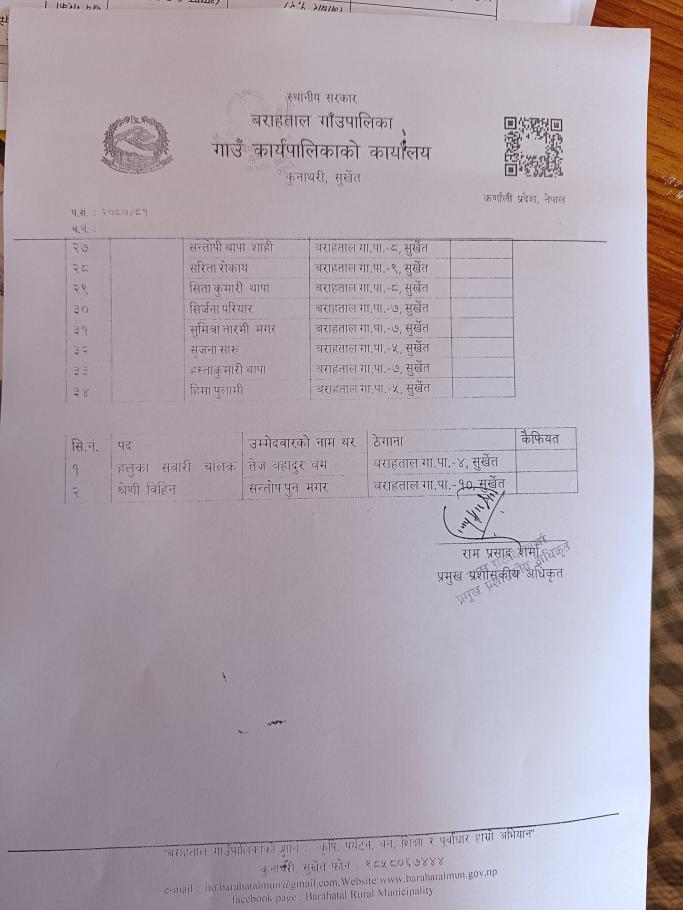 स्थानीय सरकार
बराहताल गाउँपालिका
गाउँ कार्यपालिकाको कार्यालय
कुनाथरी, सुर्खेत
कर्णाली प्रदेश, नेपाल
प.सं. : २०८०/८१
च.नं. :
२७ सन्तोषी थापा शाही बराहताल गा.पा.-८, सुर्खेत
२८ सरिता रोकाय बराहताल गा.पा.-९, सुर्खेत
२९ सिता कुमारी थापा बराहताल गा.पा.-८, सुर्खेत
३० सिर्जना परियार बराहताल गा.पा.-७, सुर्खेत
३१ सुमित्रा नारमी मगर बराहताल गा.पा.-७, सुर्खेत
३२ सृजना सारु बराहताल गा.पा.-५, सुर्खेत
३३ हस्ताकुमारी थापा बराहताल गा.पा.-७, सुर्खेत
३४ हिमा पुलामी बराहताल गा.पा.-५, सुर्खेत
सि.नं. पद उम्मेदवारको नाम थर ठेगाना कैफियत
१ हलुका सवारी चालक तेज बहादुर बम बराहताल गा.पा.-४, सुर्खेत
२ श्रेणी विहिन सन्तोष पुन मगर बराहताल गा.पा.-१०, सुर्खेत
राम प्रसाद शर्मा
प्रमुख प्रशासकीय अधिकृत
"बराहताल गाउँपालिकाको शान : कृषि, पर्यटन, वन, शिक्षा र पूर्वाधार हाम्रो अभियान"
कुनाथरी, सुर्खेत फोन : ९८५८०६७४४४
e-mail : ito.barahatalmun@gmail.com,Website:www.barahatalmun.gov.np
facebook page : Barahatal Rural Municipality